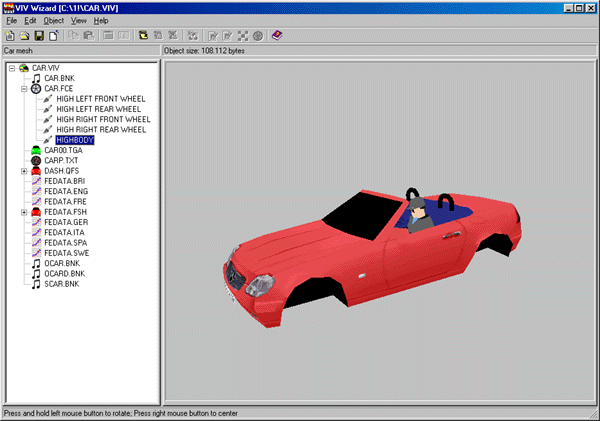 VIV Wizard [C:\1!\CAR.VIV]
File Edit Object View Help
Car mesh Object size: 108.112 bytes
CAR.VIV
CAR.BNK
CAR.FCE
HIGH LEFT FRONT WHEEL
HIGH LEFT REAR WHEEL
HIGH RIGHT FRONT WHEEL
HIGH RIGHT REAR WHEEL
HIGHBODY
CAR00.TGA
CARP.TXT
DASH.QFS
FEDATA.BRI
FEDATA.ENG
FEDATA.FRE
FEDATA.FSH
FEDATA.GER
FEDATA.ITA
FEDATA.SPA
FEDATA.SWE
OCAR.BNK
OCARD.BNK
SCAR.BNK
Press and hold left mouse button to rotate; Press right mouse button to center